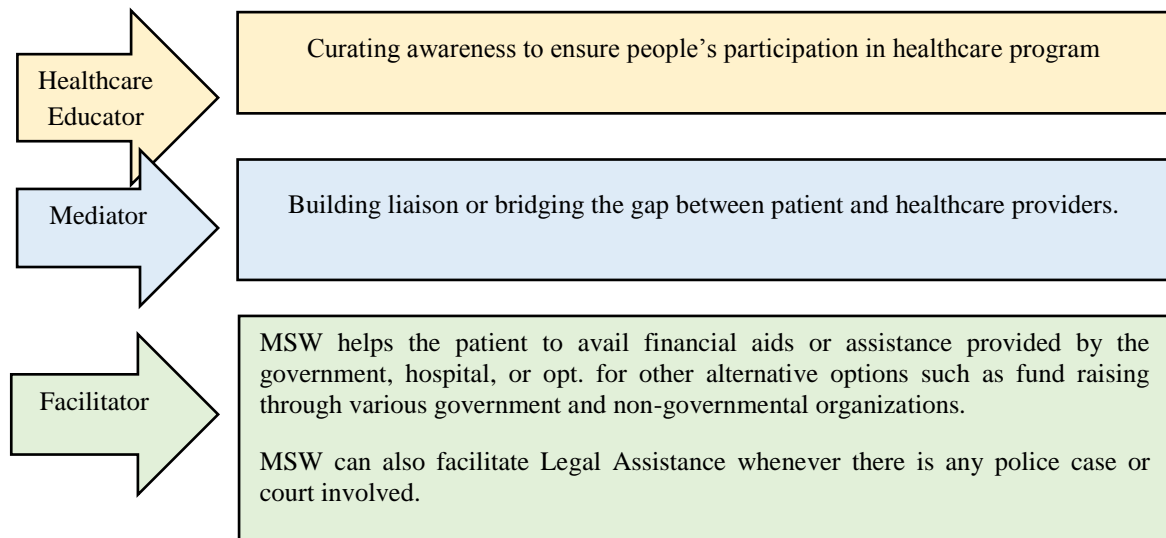 Healthcare
Educator
Curating awareness to ensure people’s participation in healthcare program
Mediator
Building liaison or bridging the gap between patient and healthcare providers.
Facilitator
MSW helps the patient to avail financial aids or assistance provided by the
government, hospital, or opt. for other alternative options such as fund raising
through various government and non-governmental organizations.
MSW can also facilitate Legal Assistance whenever there is any police case or
court involved.